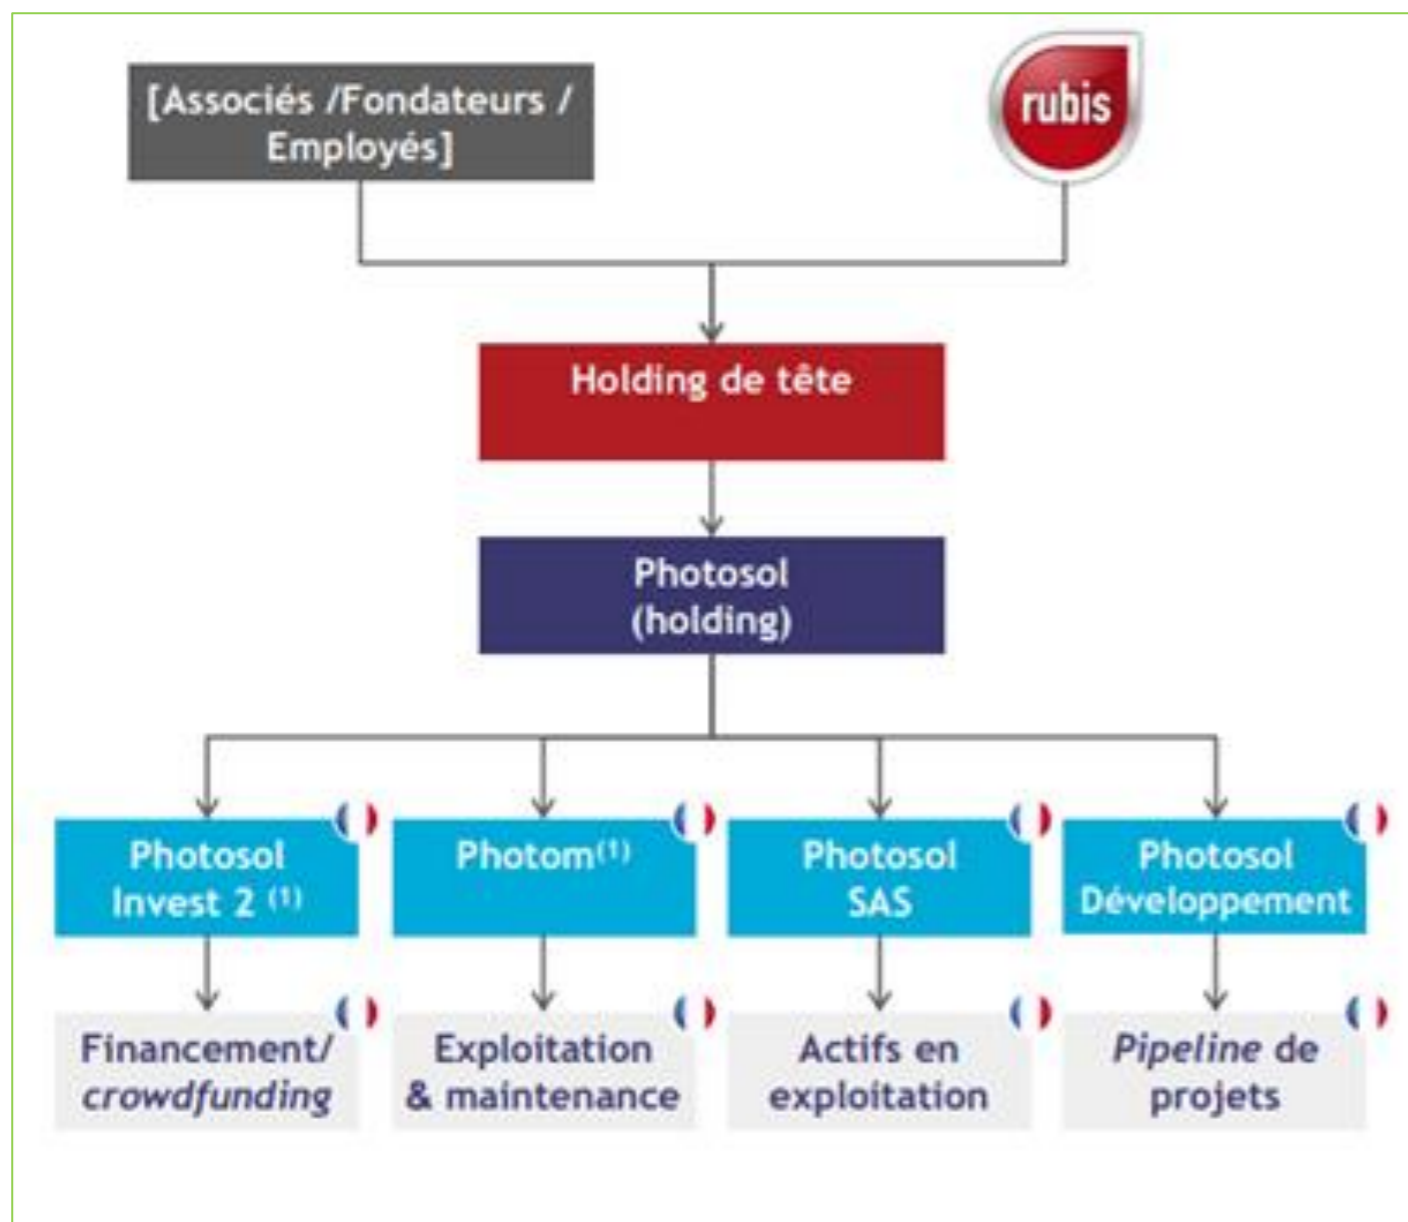 [Associés /Fondateurs /
Employés]
rubis
Holding de tête
Photosol
(holding)
Photosol
Invest 2 (1)
Photom(1)
Photosol
SAS
Photosol
Développement
Financement/
crowdfunding
Exploitation
& maintenance
Actifs en
exploitation
Pipeline de
projets